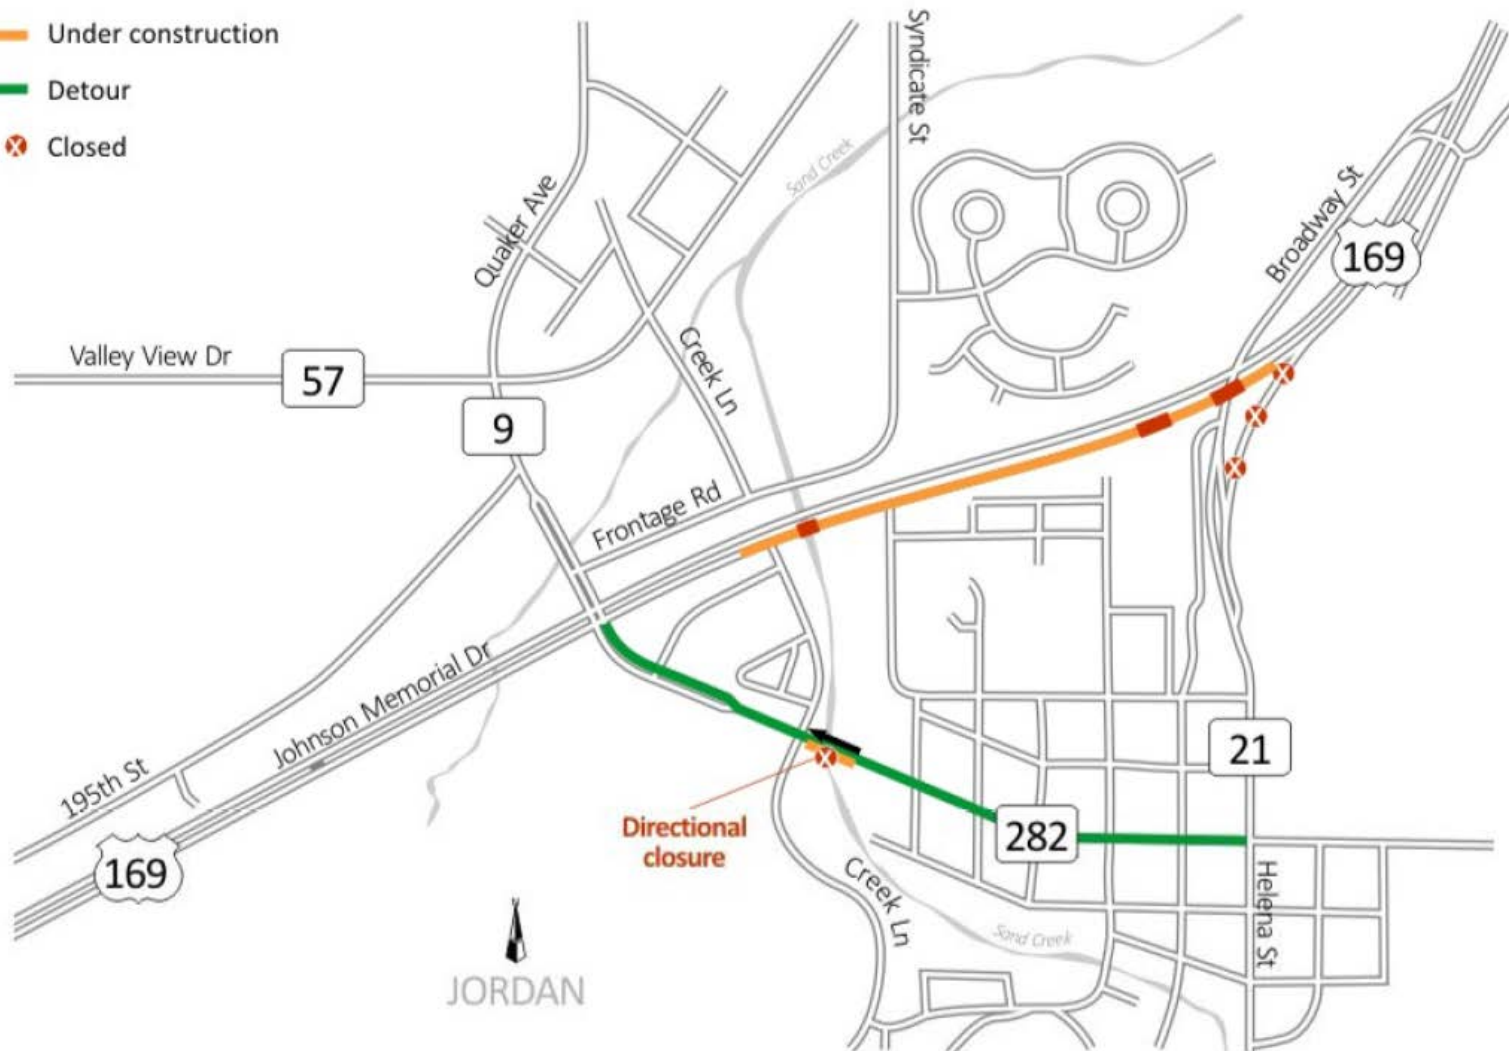 Under construction
Detour
X Closed
Syndicate St
Sand Creek
Quaker Ave
Broadway St
169
Valley View Dr
57
Creek Ln
9
Frontage Rd
X
X
X
Johnson Memorial Dr
195th St
169
21
X
Directional
closure
282
Creek Ln
Helena St
Sand Creek
N
JORDAN